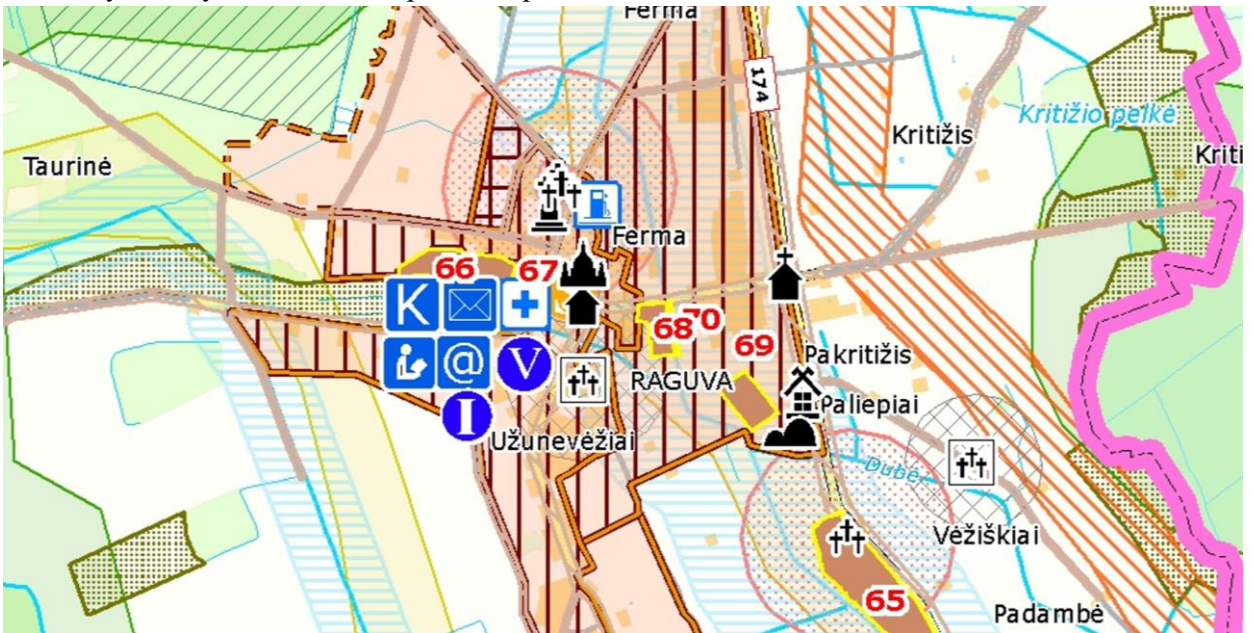 Ferma
174
Kritižio pelkė
Kritižis
Kriti
Taurinė
Ferma
66
67
K
68
70
69
@
V
Pakritižis
RAGUVA
Paliepiai
I
Užunevėžiai
Dubė
Vėžiškiai
65
Padambė